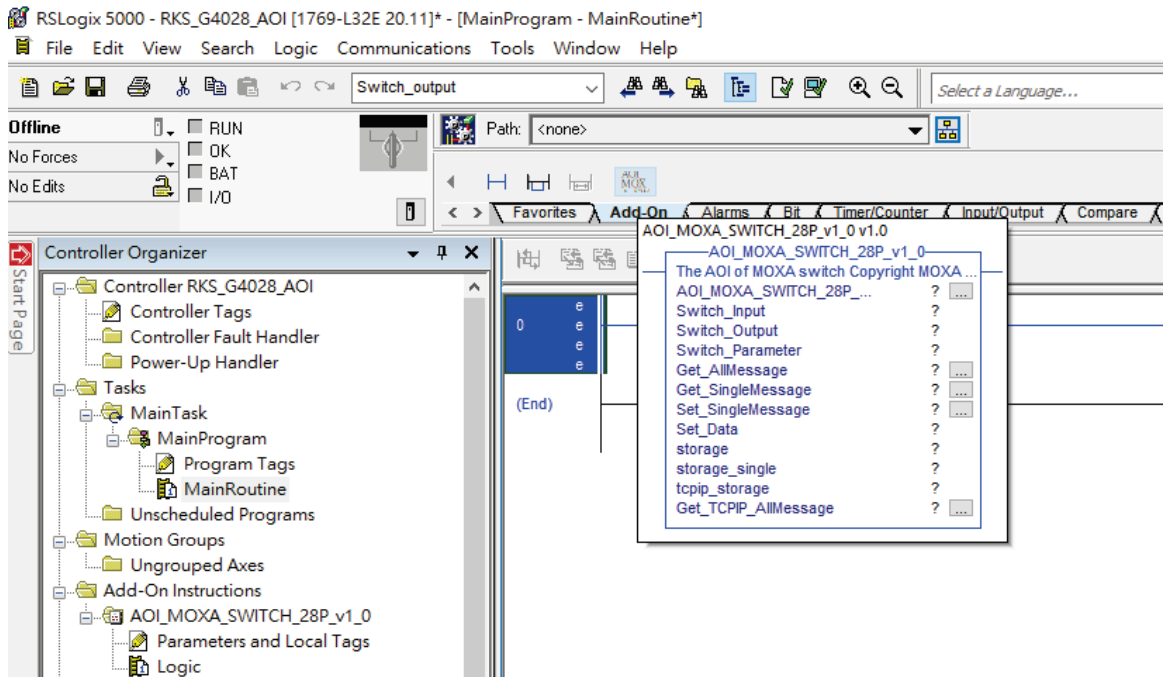 RSLogix 5000 - RKS_G4028_AOI [1769-L32E 20.11]* - [MainProgram - MainRoutine*]
File Edit View Search Logic Communications Tools Window Help
Switch_output
Select a Language...
Offline
RUN
No Forces
OK
No Edits
BAT
I/O
Path: <none>
AOI MOX
Favorites Add-On Alarms Bit Timer/Counter Input/Output Compare
Start Page
Controller Organizer
Controller RKS_G4028_AOI
Controller Tags
Controller Fault Handler
Power-Up Handler
Tasks
MainTask
MainProgram
Program Tags
MainRoutine
Unscheduled Programs
Motion Groups
Ungrouped Axes
Add-On Instructions
AOI_MOXA_SWITCH_28P_v1_0
Parameters and Local Tags
Logic
0
e
e
e
e
(End)
AOI_MOXA_SWITCH_28P_v1_0 v1.0
AOI_MOXA_SWITCH_28P_v1_0
The AOI of MOXA switch Copyright MOXA ...
AOI_MOXA_SWITCH_28P_... ? ...
Switch_Input ?
Switch_Output ?
Switch_Parameter ?
Get_AllMessage ? ...
Get_SingleMessage ? ...
Set_SingleMessage ? ...
Set_Data ?
storage ?
storage_single ?
tcpip_storage ?
Get_TCPIP_AllMessage ? ...